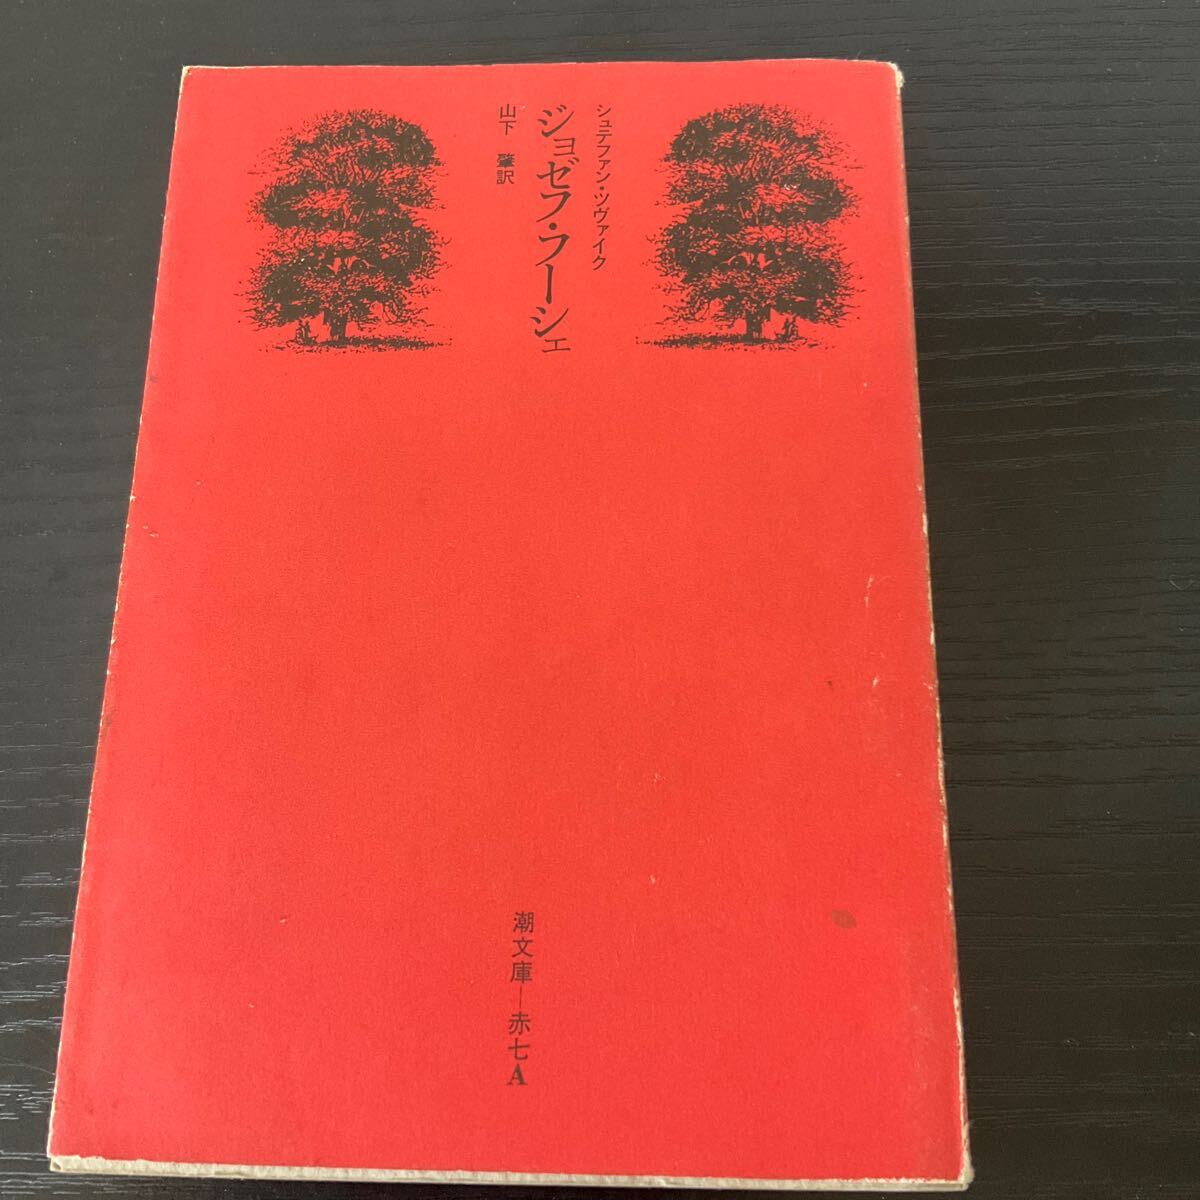 シュテファン・ツヴァイク
ジョゼフ・フーシェ
山下 肇訳
潮文庫―赤七A